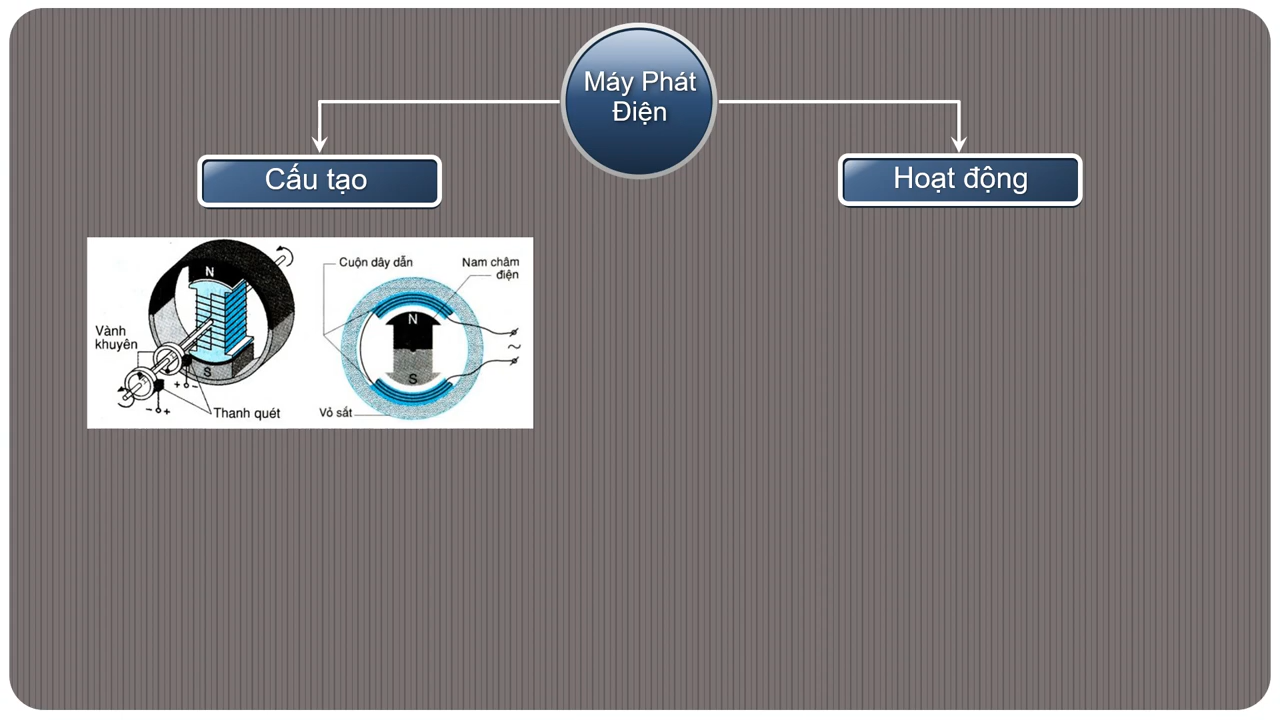 Máy Phát
Điện
Cấu tạo
Hoạt động
N
S
Vành
khuyên
+
-
-
+
Thanh quét
Cuộn dây dẫn
Nam châm
điện
N
S
~
Vỏ sắt